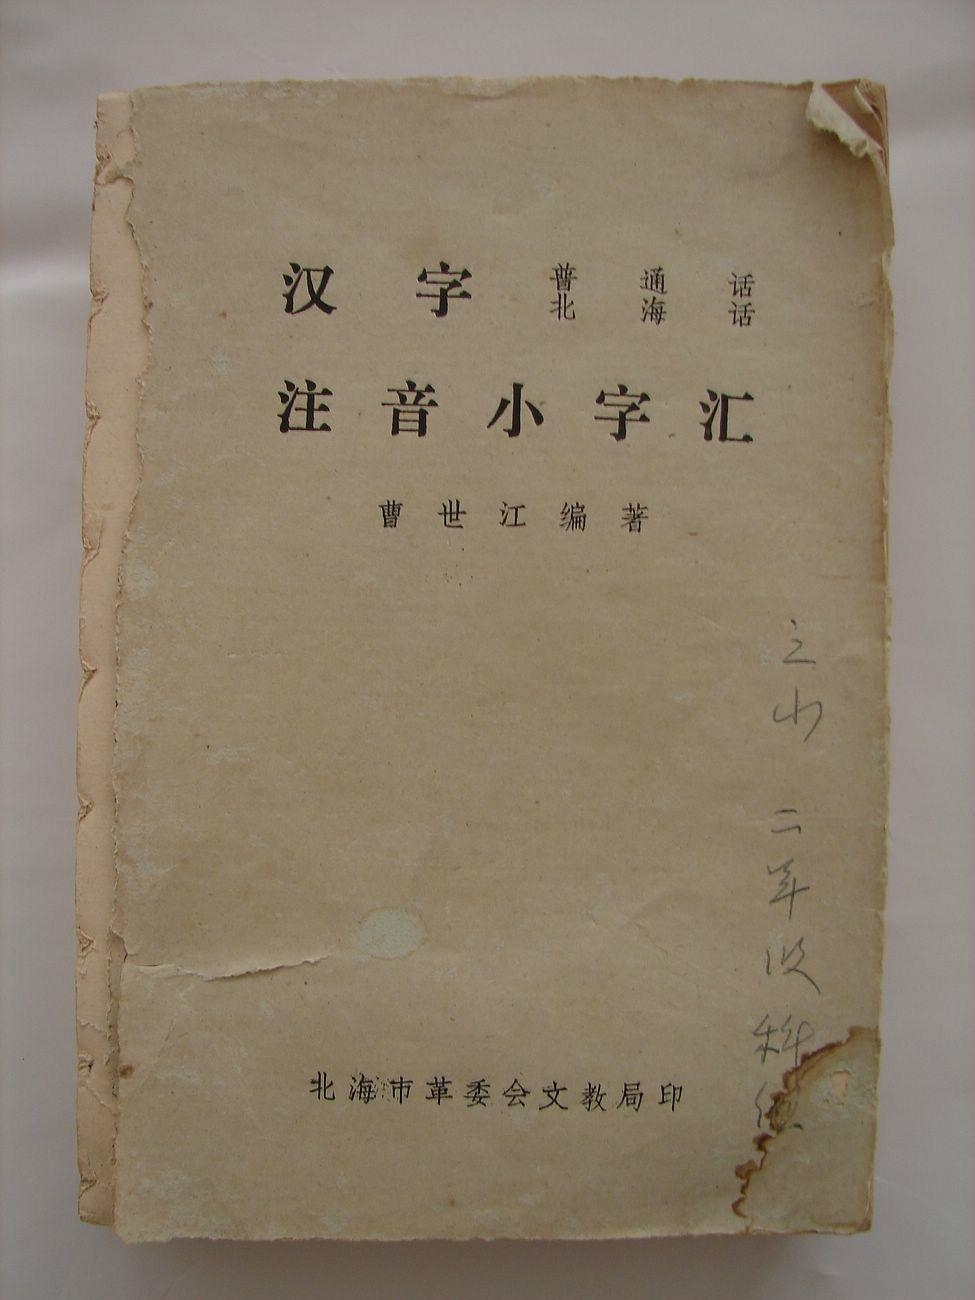 汉字 普通话
北海话
注音小字汇
曹世江编著
北海市革委会文教局印
二年级